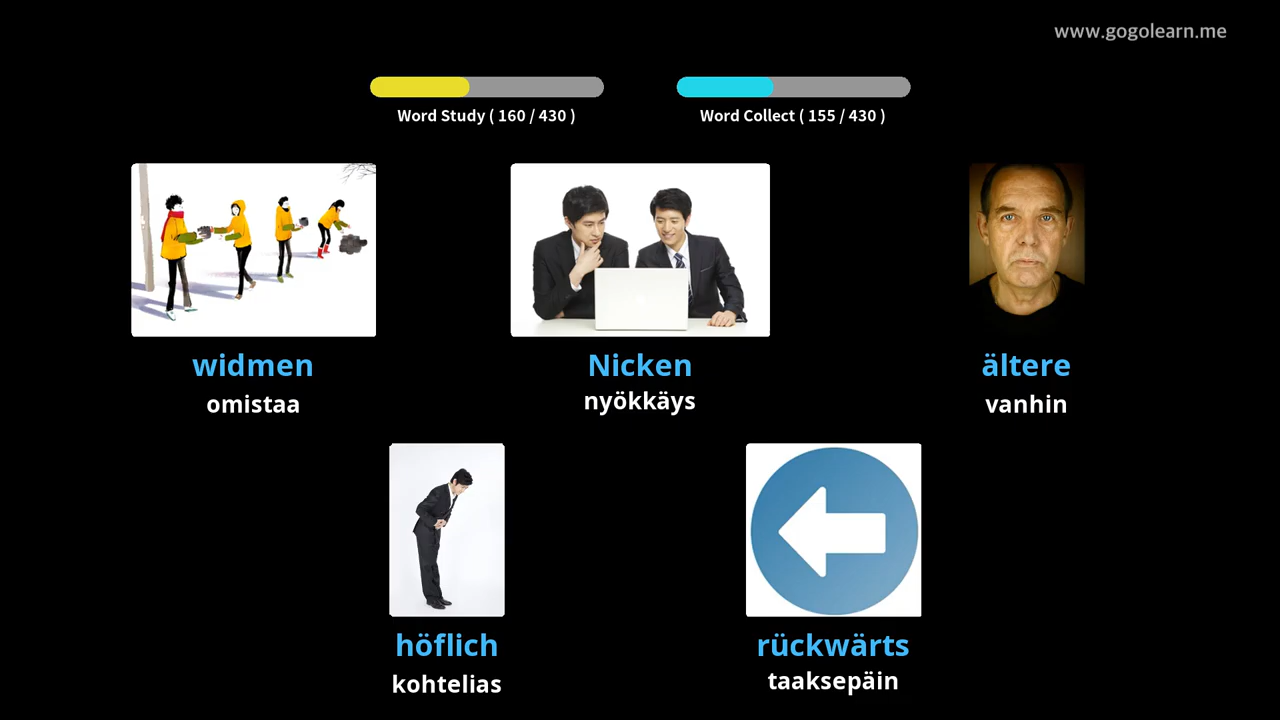 www.gogolearn.me
Word Study ( 160 / 430 )
Word Collect ( 155 / 430 )
widmen
omistaa
Nicken
nyökkäys
ältere
vanhin
höflich
kohtelias
rückwärts
taaksepäin